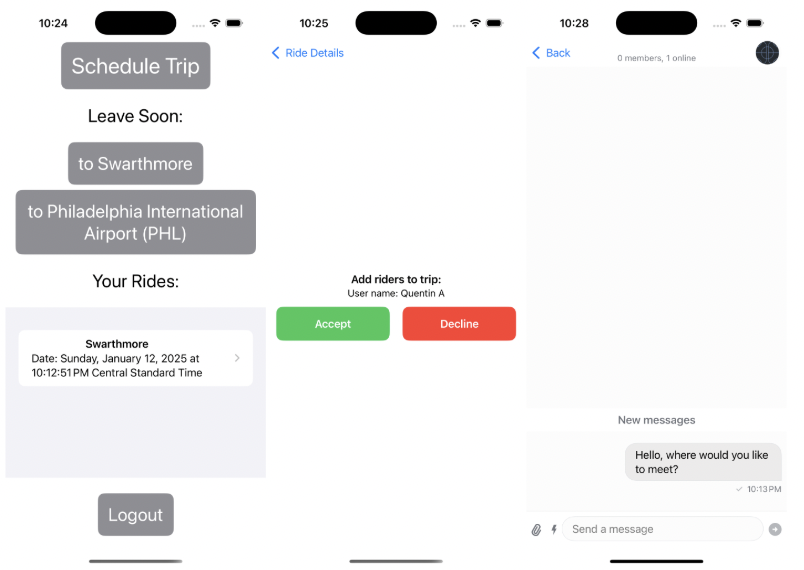 10:24
Schedule Trip
Leave Soon:
to Swarthmore
to Philadelphia International
Airport (PHL)
Your Rides:
Swarthmore
Date: Sunday, January 12, 2025 at
10:12:51 PM Central Standard Time
Logout
10:25
Ride Details
Add riders to trip:
User name: Quentin A
Accept
Decline
10:28
Back
0 members, 1 online
New messages
Hello, where would you like
to meet?
10:13 PM
Send a message